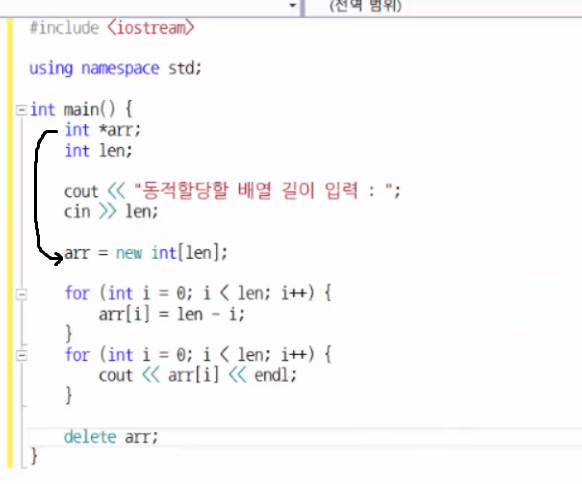 (전역 범위)
#include <iostream>
using namespace std;
int main() {
int *arr;
int len;
cout << "동적할당할 배열 길이 입력 : ";
cin >> len;
arr = new int[len];
for (int i = 0; i < len; i++) {
arr[i] = len - i;
}
for (int i = 0; i < len; i++) {
cout << arr[i] << endl;
}
delete arr;
}